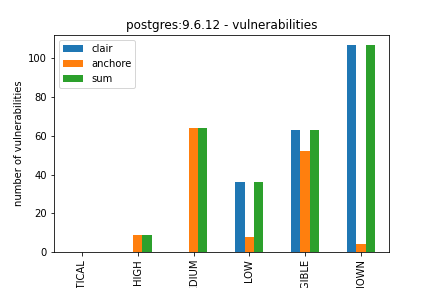 postgres:9.6.12 - vulnerabilities
clair
anchore
sum
number of vulnerabilities
100
80
60
40
20
0
TICAL
HIGH
DIUM
LOW
GIBLE
NOWN